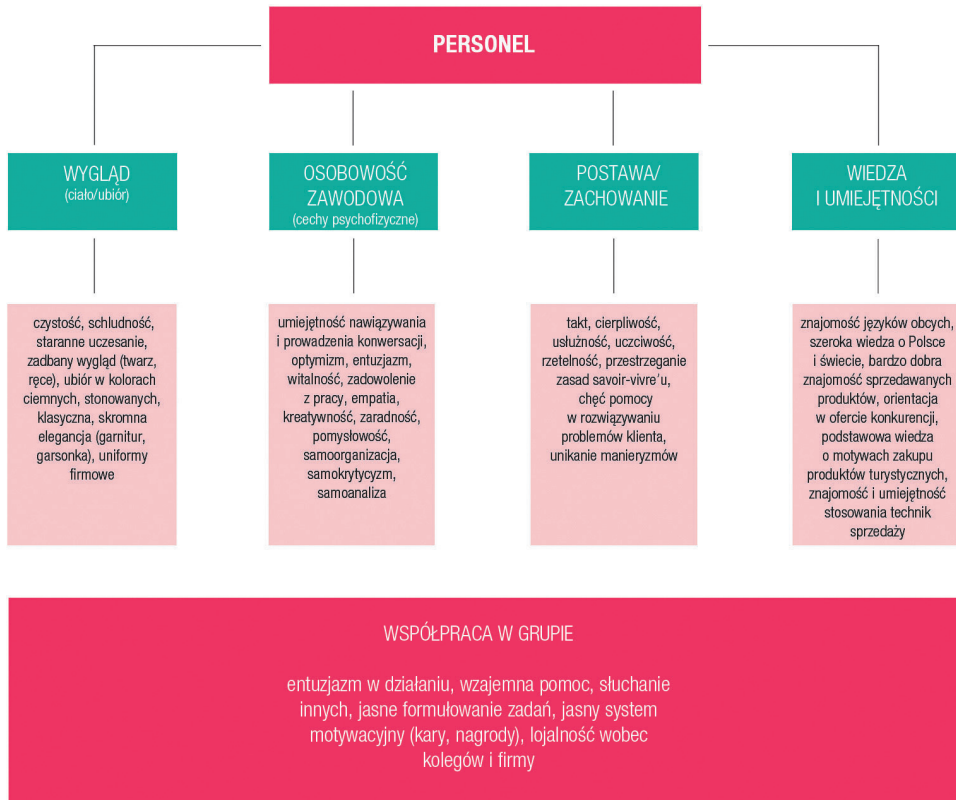 PERSONEL
WYGLĄD
(ciało/ubiór)
OSOBOWOŚĆ
ZAWODOWA
(cechy psychofizyczne)
POSTAWA/
ZACHOWANIE
WIEDZA
I UMIEJĘTNOŚCI
czystość, schludność,
staranne uczesanie,
zadbany wygląd (twarz,
ręce), ubiór w kolorach
ciemnych, stonowanych,
klasyczna, skromna
elegancja (garnitur,
garsonka), uniformy
firmowe
umiejętność nawiązywania
i prowadzenia konwersacji,
optymizm, entuzjazm,
witalność, zadowolenie
z pracy, empatia,
kreatywność, zaradność,
pomysłowość,
samoorganizacja,
samokrytycyzm,
samoanaliza
takt, cierpliwość,
usłużność, uczciwość,
rzetelność, przestrzeganie
zasad savoir-vivre'u,
chęć pomocy
w rozwiązywaniu
problemów klienta,
unikanie manieryzmów
znajomość języków obcych,
szeroka wiedza o Polsce
i świecie, bardzo dobra
znajomość sprzedawanych
produktów, orientacja
w ofercie konkurencji,
podstawowa wiedza
o motywach zakupu
produktów turystycznych,
znajomość i umiejętność
stosowania technik
sprzedaży
WSPÓŁPRACA W GRUPIE
entuzjazm w działaniu, wzajemna pomoc, słuchanie
innych, jasne formułowanie zadań, jasny system
motywacyjny (kary, nagrody), lojalność wobec
kolegów i firmy